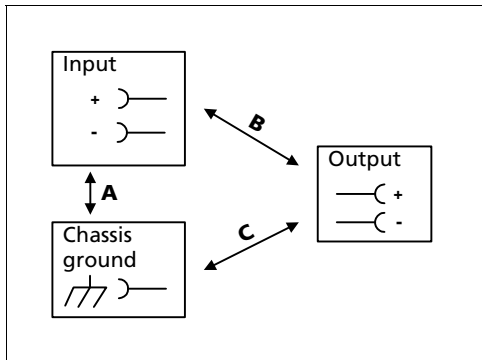 Input
+
-
B
Output
+
-
A
Chassis
ground
C